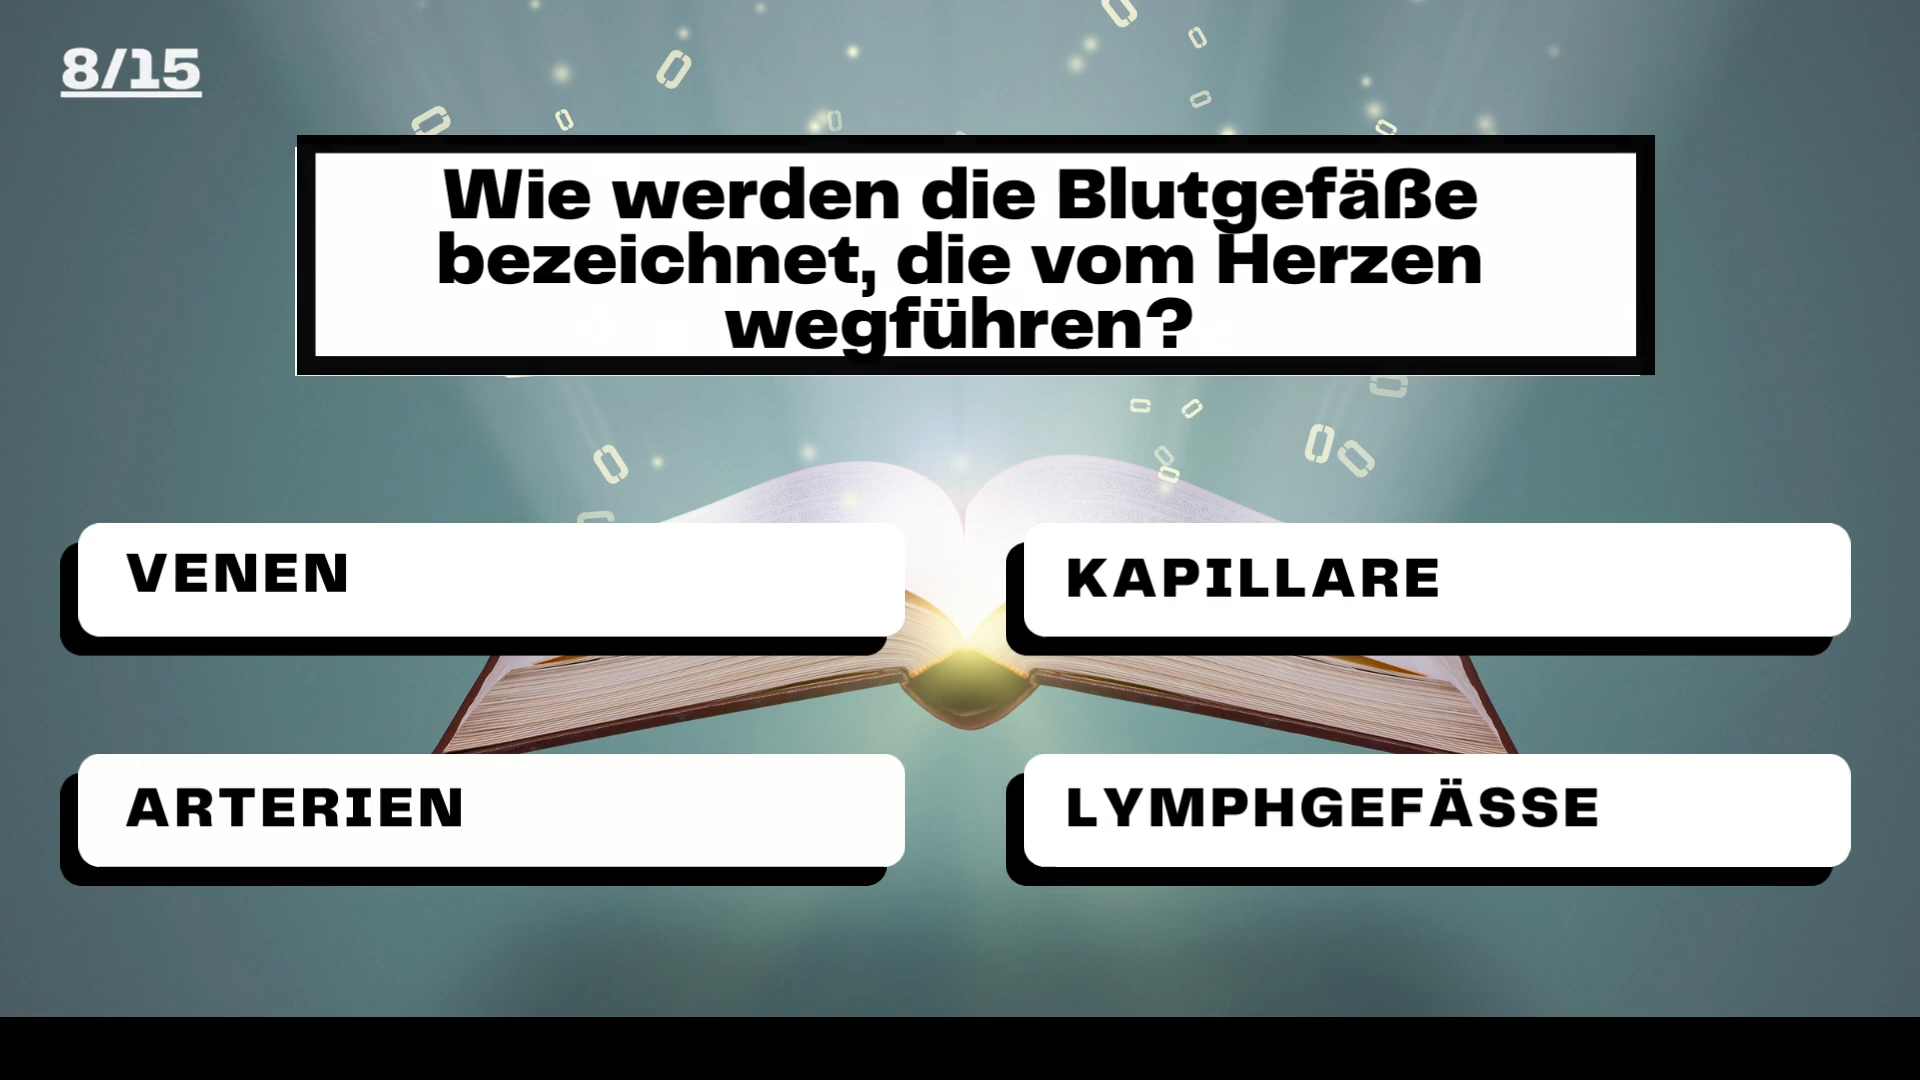 8/15
Wie werden die Blutgefäße
bezeichnet, die vom Herzen
wegführen?
VENEN
KAPILLARE
ARTERIEN
LYMPHGEFÄSSE